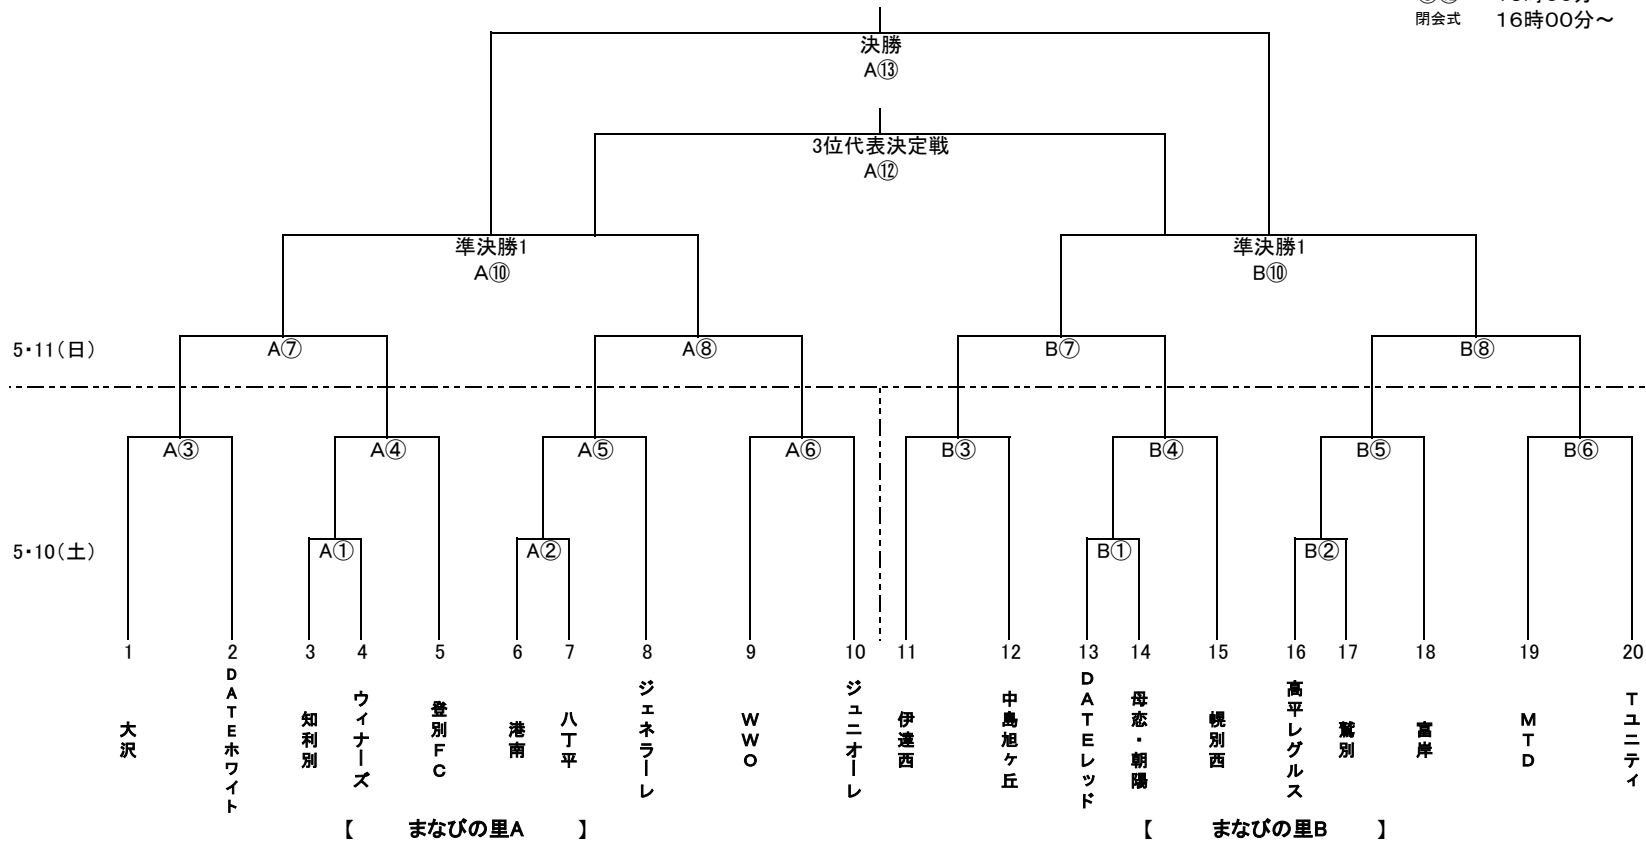 閉会式 16時00分～
決勝
A⑬
3位代表決定戦
A⑫
準決勝1 準決勝1
A⑩ B⑩
5・11(日) A⑦ A⑧ B⑦ B⑧
A③ A④ A⑤ A⑥ B③ B④ B⑤ B⑥
5・10(土) A① A② B① B②
1 2 3 4 5 6 7 8 9 10 11 12 13 14 15 16 17 18 19 20
大沢
DATEホワイト
知利別
ウィナーズ
登別FC
港南
八丁平
ジェネラーレ
WWO
ジュニオーレ
伊達西
中島旭ヶ丘
DATEレッド
母恋・朝陽
幌別西
高平レグルス
鷲別
富岸
MTD
Tユニティ
【 まなびの里A 】 【 まなびの里B 】